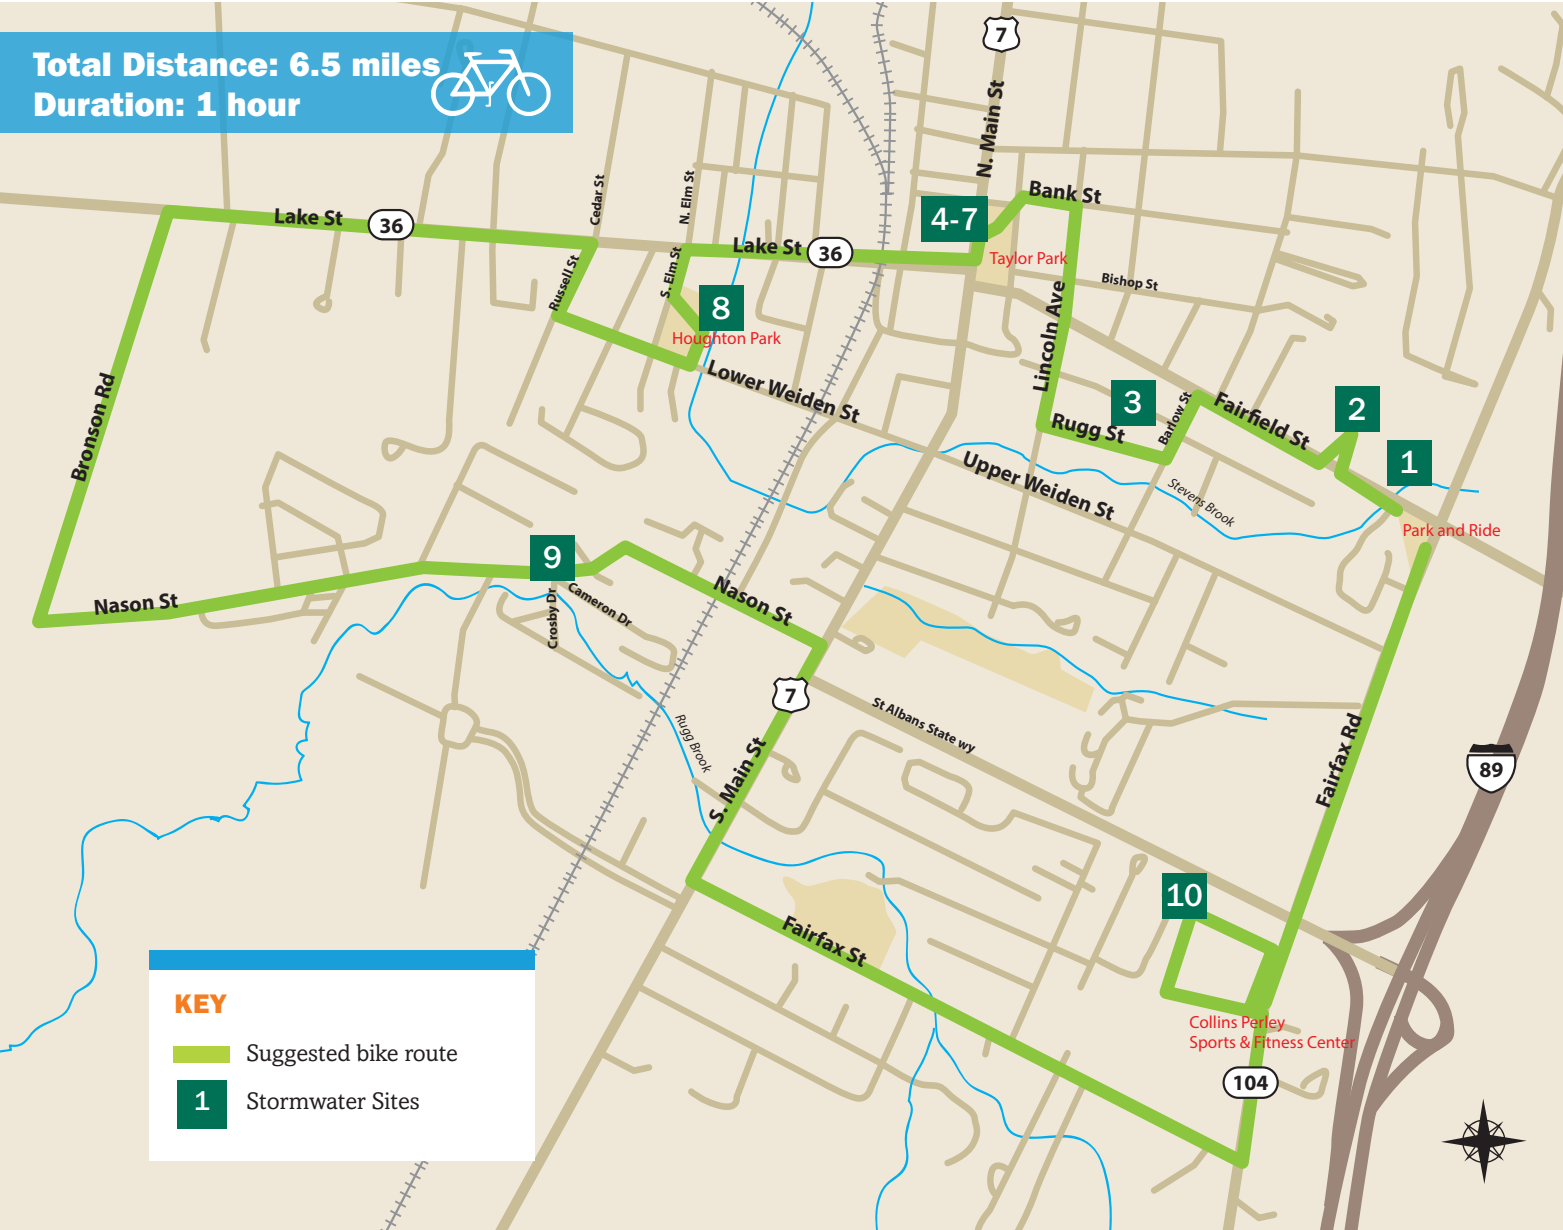 Total Distance: 6.5 miles
Duration: 1 hour
7
N. Main St
Cedar St
N. Elm St
Bank St
4-7
Lake St
36
Lake St
36
Taylor Park
S. Elm St
Russell St
8
Houghton Park
Bishop St
Lincoln Ave
Lower Weiden St
3
Rugg St
Barlow St
Fairfield St
2
1
Bronson Rd
Upper Weiden St
Stevens Brook
Park and Ride
9
Nason St
Cameron Dr
Crosby Dr
Nason St
7
St Albans State wy
Rugg Brook
S. Main St
Fairfax Rd
89
10
Fairfax St
Collins Perley
Sports & Fitness Center
104
KEY
Suggested bike route
1
Stormwater Sites